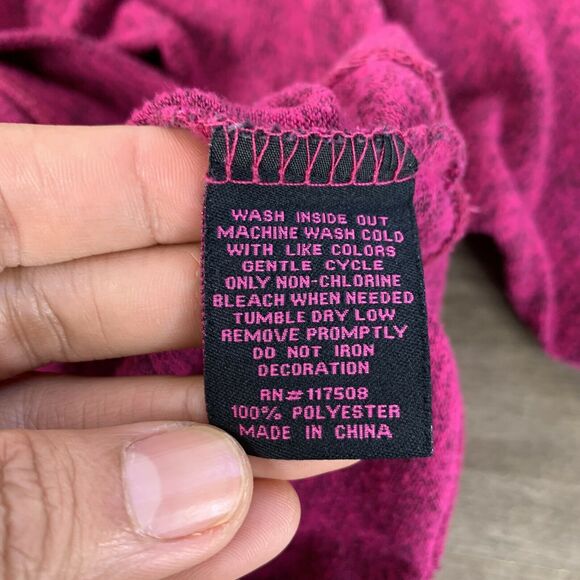 WASH INSIDE OUT
MACHINE WASH COLD
WITH LIKE COLORS
GENTLE CYCLE
ONLY NON-CHLORINE
BLEACH WHEN NEEDED
TUMBLE DRY LOW
REMOVE PROMPTLY
DO NOT IRON
DECORATION
RN#117508
100% POLYESTER
MADE IN CHINA